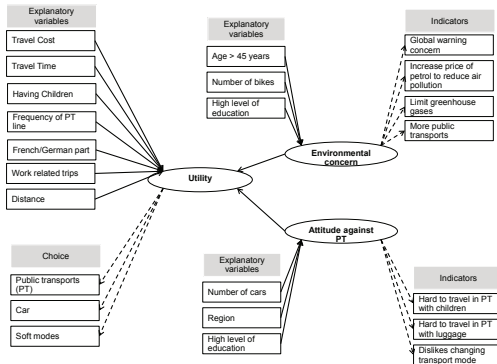 Explanatory
variables
Travel Cost
Travel Time
Having Children
Frequency of PT
line
French/German part
Work related trips
Distance
Explanatory
variables
Age > 45 years
Number of bikes
High level of
education
Indicators
Global warning
concern
Increase price of
petrol to reduce air
pollution
Limit greenhouse
gases
More public
transports
Environmental
concern
Utility
Attitude against
PT
Choice
Public transports
(PT)
Car
Soft modes
Explanatory
variables
Number of cars
Region
High level of
education
Indicators
Hard to travel in PT
with children
Hard to travel in PT
with luggage
Dislikes changing
transport mode